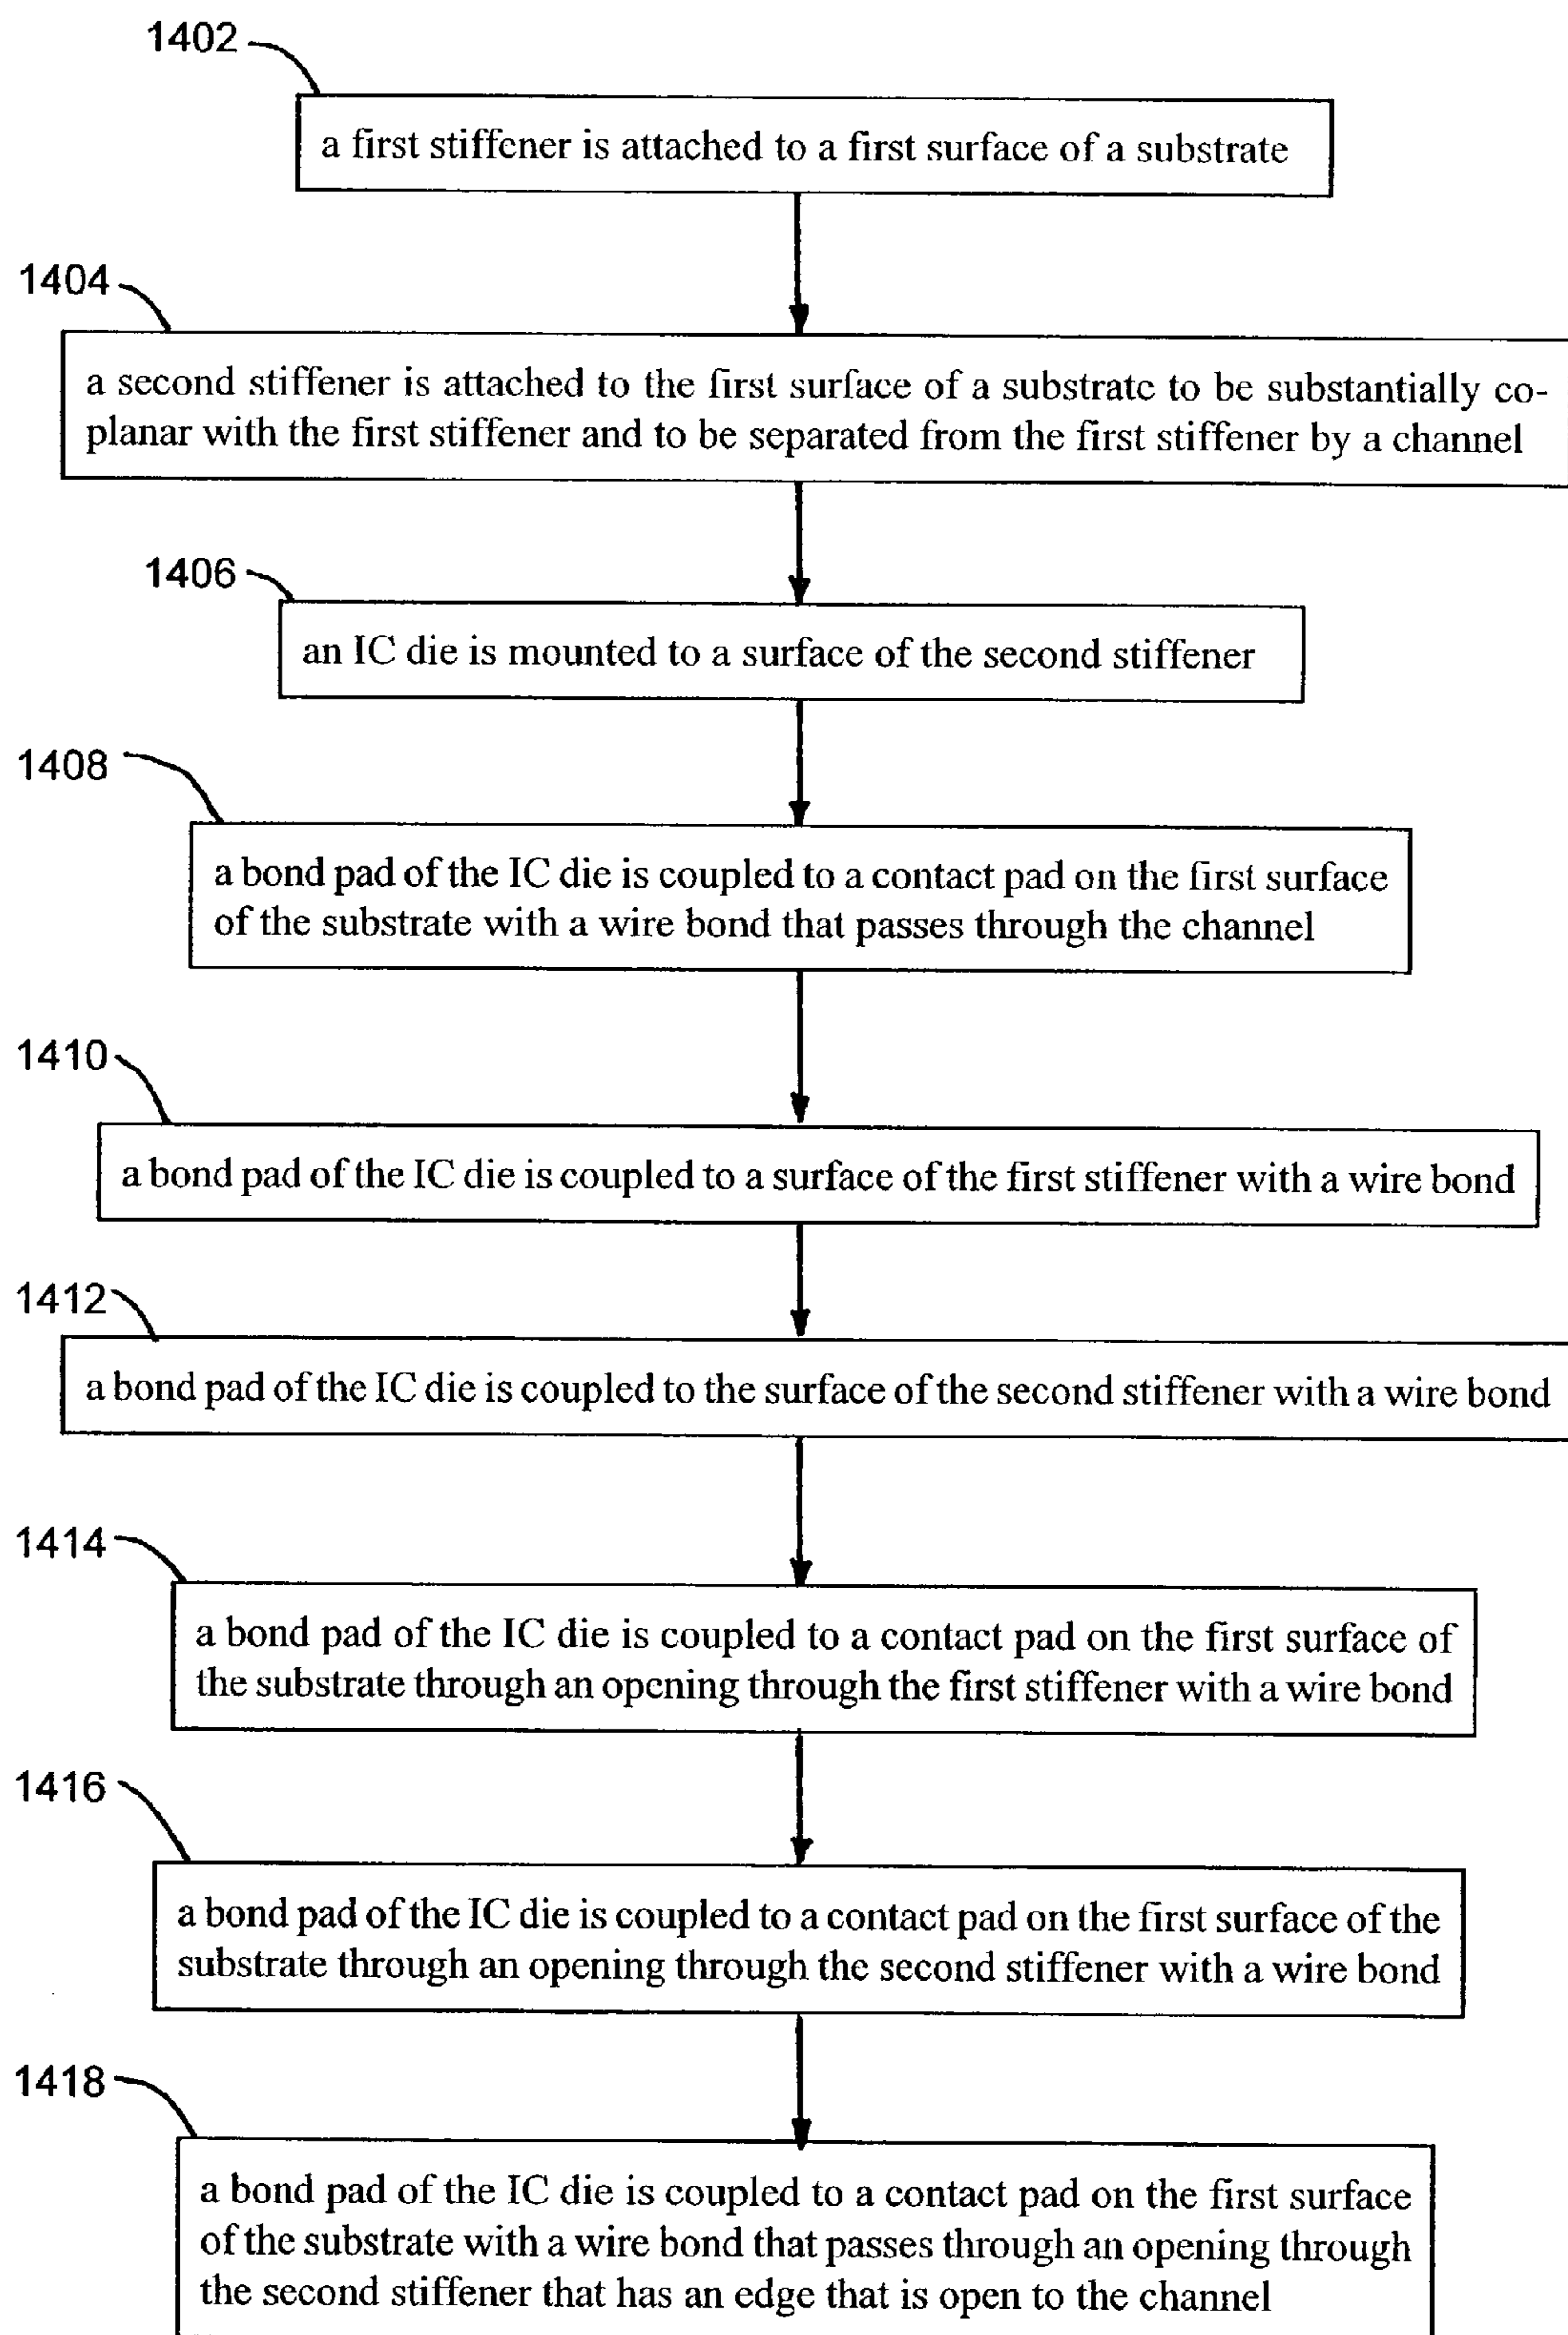 1402
a first stiffener is attached to a first surface of a substrate
1404
a second stiffener is attached to the first surface of a substrate to be substantially co-
planar with the first stiffener and to be separated from the first stiffener by a channel
1406
an IC die is mounted to a surface of the second stiffener
1408
a bond pad of the IC die is coupled to a contact pad on the first surface
of the substrate with a wire bond that passes through the channel
1410
a bond pad of the IC die is coupled to a surface of the first stiffener with a wire bond
1412
a bond pad of the IC die is coupled to the surface of the second stiffener with a wire bond
1414
a bond pad of the IC die is coupled to a contact pad on the first surface of
the substrate through an opening through the first stiffener with a wire bond
1416
a bond pad of the IC die is coupled to a contact pad on the first surface of the
substrate through an opening through the second stiffener with a wire bond
1418
a bond pad of the IC die is coupled to a contact pad on the first surface
of the substrate with a wire bond that passes through an opening through
the second stiffener that has an edge that is open to the channel